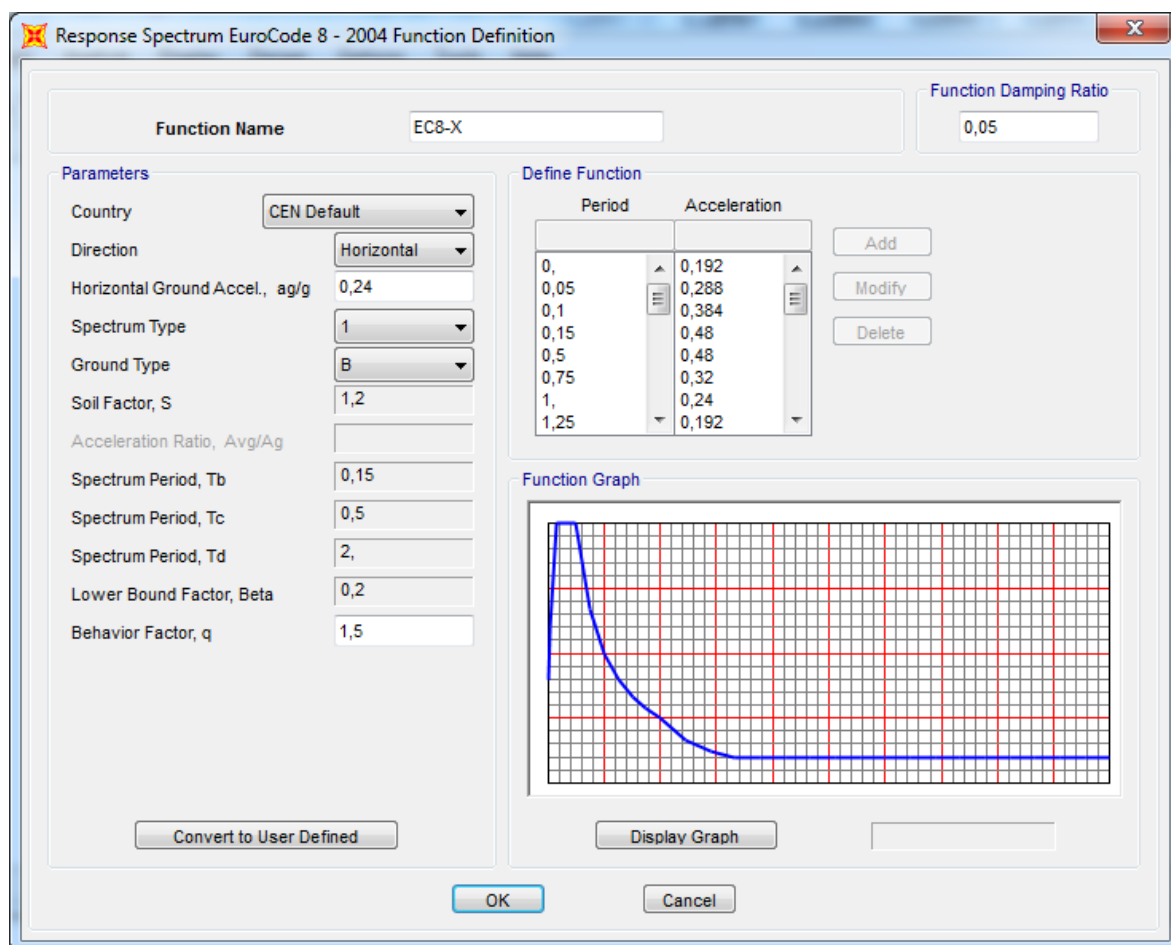 Response Spectrum EuroCode 8 - 2004 Function Definition
Function Damping Ratio
Function Name EC8-X 0,05
Parameters
Country CEN Default
Direction Horizontal
Horizontal Ground Accel., ag/g 0,24
Spectrum Type 1
Ground Type B
Soil Factor, S 1,2
Acceleration Ratio, Avg/Ag
Spectrum Period, Tb 0,15
Spectrum Period, Tc 0,5
Spectrum Period, Td 2,
Lower Bound Factor, Beta 0,2
Behavior Factor, q 1,5
Convert to User Defined
Define Function
Period Acceleration
0, 0,192
0,05 0,288
0,1 0,384
0,15 0,48
0,5 0,48
0,75 0,32
1, 0,24
1,25 0,192
Add
Modify
Delete
Function Graph
Display Graph
OK Cancel